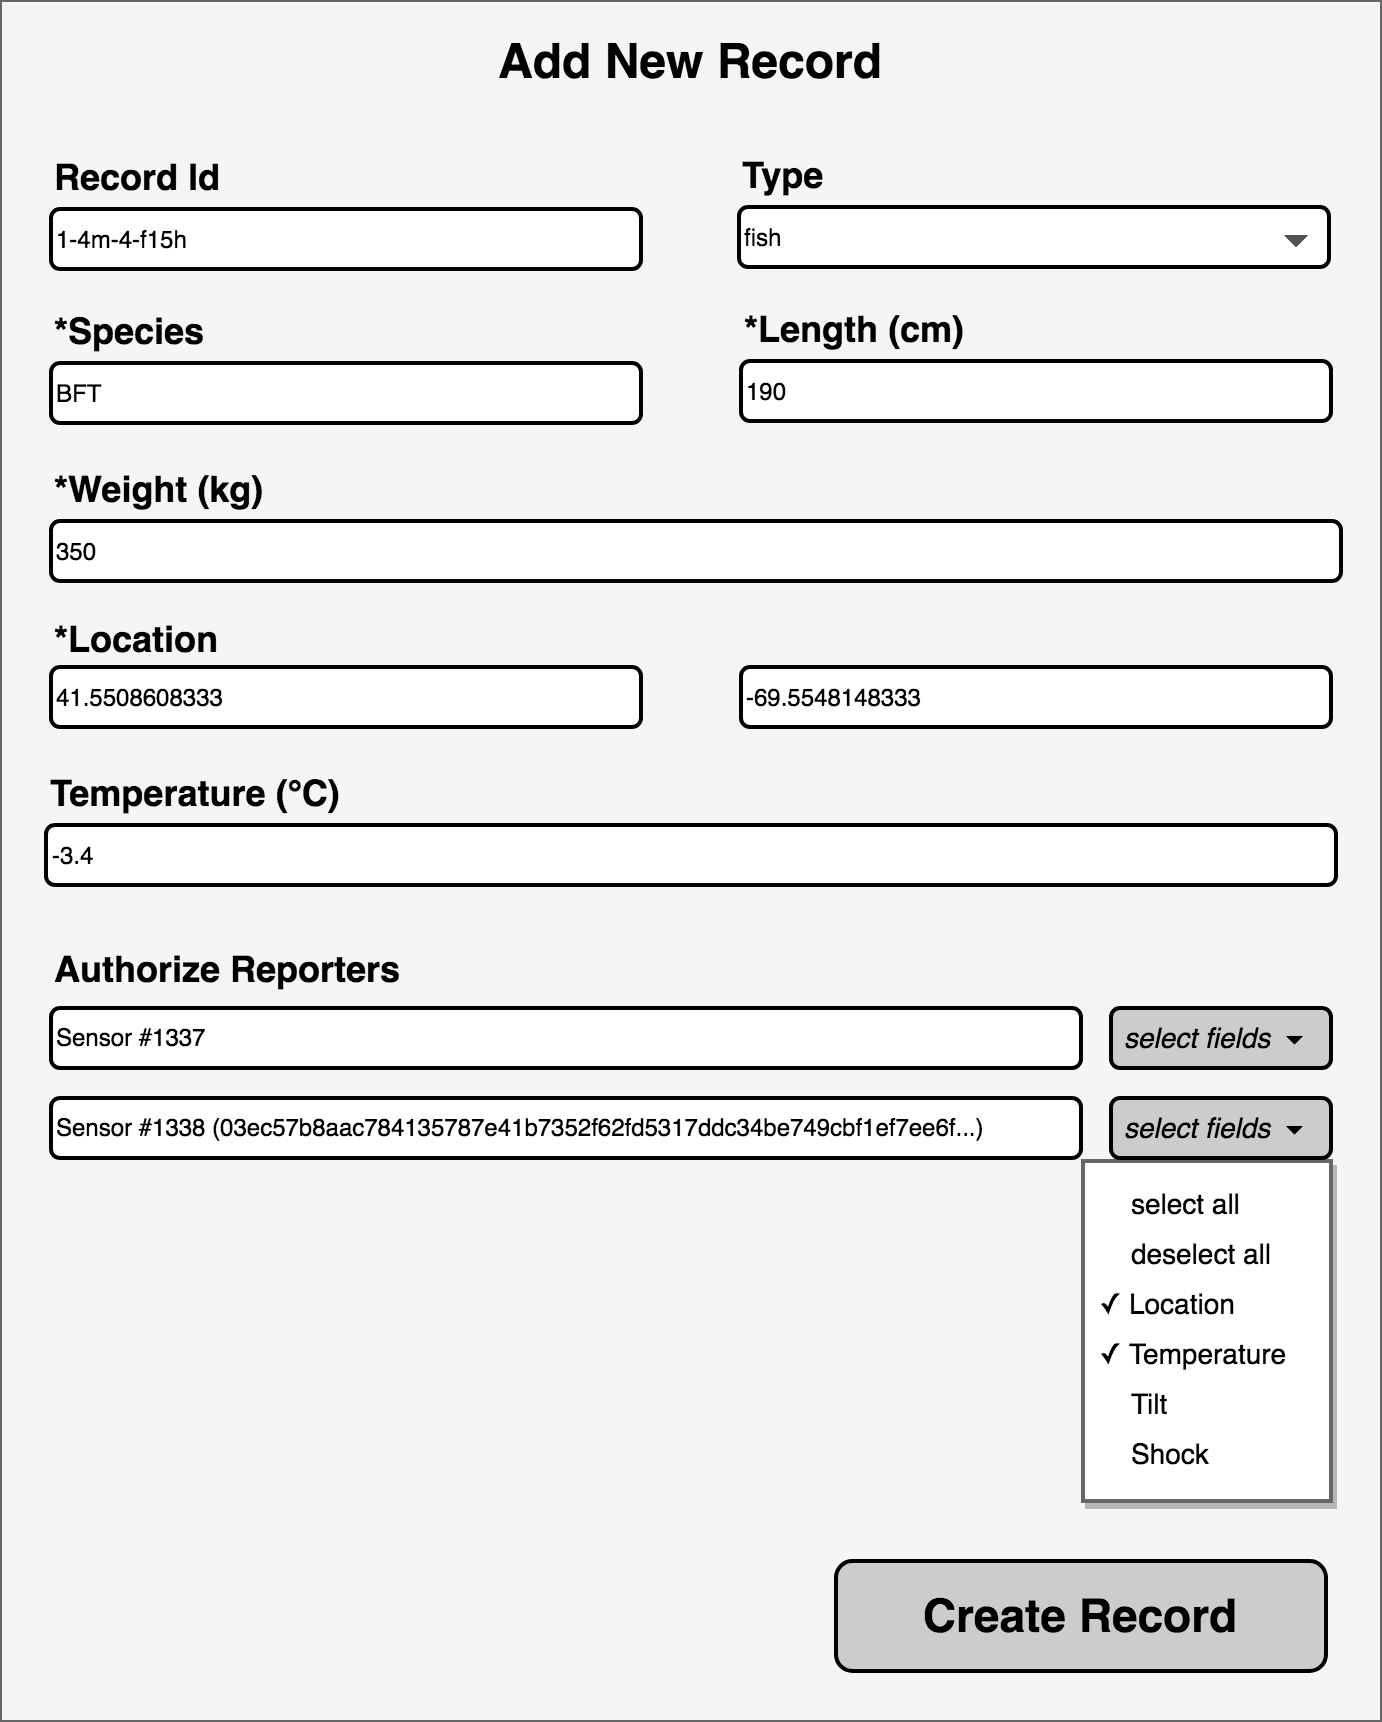 Add New Record
Record Id
Type
1-4m-4-f15h
fish
*Species
*Length (cm)
BFT
190
*Weight (kg)
350
*Location
41.5508608333
-69.5548148333
Temperature (°C)
-3.4
Authorize Reporters
Sensor #1337
select fields
Sensor #1338 (03ec57b8aac784135787e41b7352f62fd5317ddc34be749cbf1ef7ee6f...)
select fields
select all
deselect all
✓ Location
✓ Temperature
Tilt
Shock
Create Record